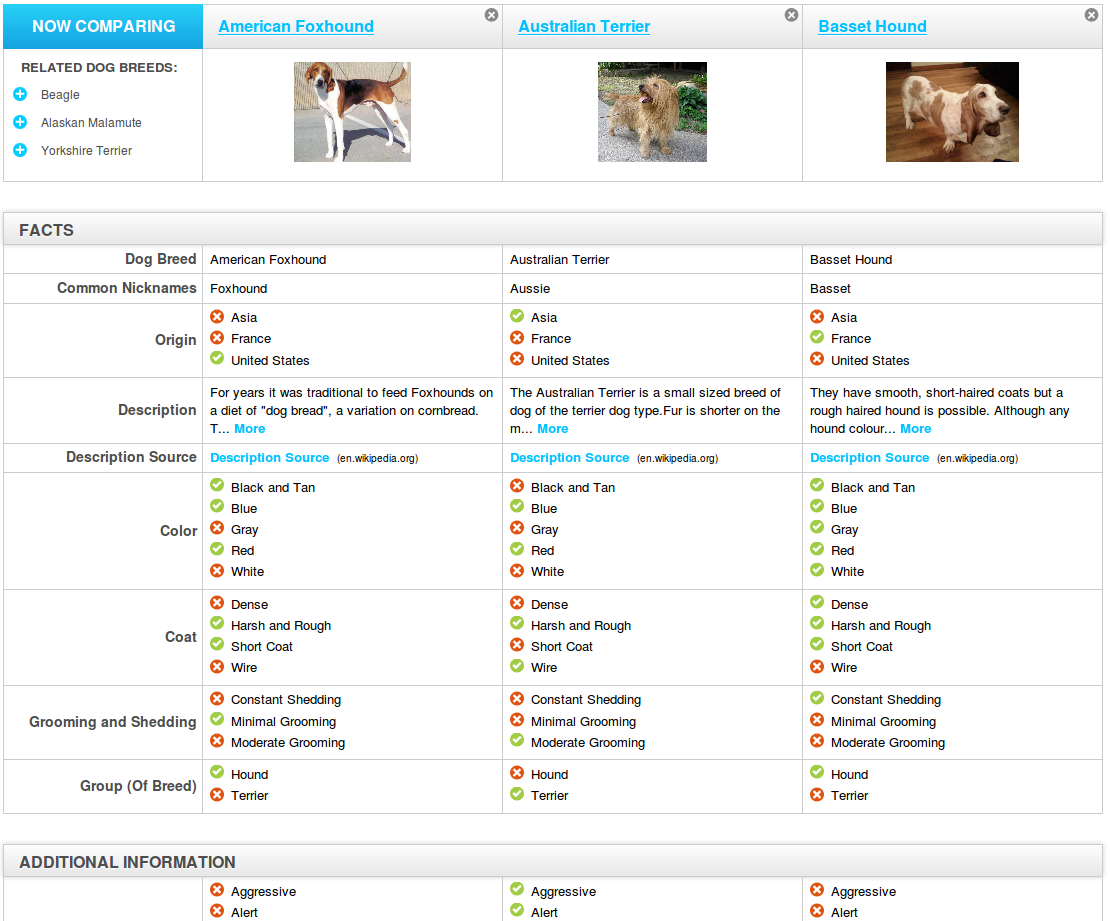 NOW COMPARING American Foxhound Australian Terrier Basset Hound
RELATED DOG BREEDS:
Beagle
Alaskan Malamute
Yorkshire Terrier
FACTS
Dog Breed American Foxhound Australian Terrier Basset Hound
Common Nicknames Foxhound Aussie Basset
Origin
Asia Asia Asia
France France France
United States United States United States
Description
For years it was traditional to feed Foxhounds on
a diet of "dog bread", a variation on cornbread.
T... More
The Australian Terrier is a small sized breed of
dog of the terrier dog type.Fur is shorter on the
m... More
They have smooth, short-haired coats but a
rough haired hound is possible. Although any
hound colour... More
Description Source Description Source (en.wikipedia.org) Description Source (en.wikipedia.org) Description Source (en.wikipedia.org)
Color
Black and Tan Black and Tan Black and Tan
Blue Blue Blue
Gray Gray Gray
Red Red Red
White White White
Coat
Dense Dense Dense
Harsh and Rough Harsh and Rough Harsh and Rough
Short Coat Short Coat Short Coat
Wire Wire Wire
Grooming and Shedding
Constant Shedding Constant Shedding Constant Shedding
Minimal Grooming Minimal Grooming Minimal Grooming
Moderate Grooming Moderate Grooming Moderate Grooming
Group (Of Breed)
Hound Hound Hound
Terrier Terrier Terrier
ADDITIONAL INFORMATION
Aggressive Aggressive Aggressive
Alert Alert Alert